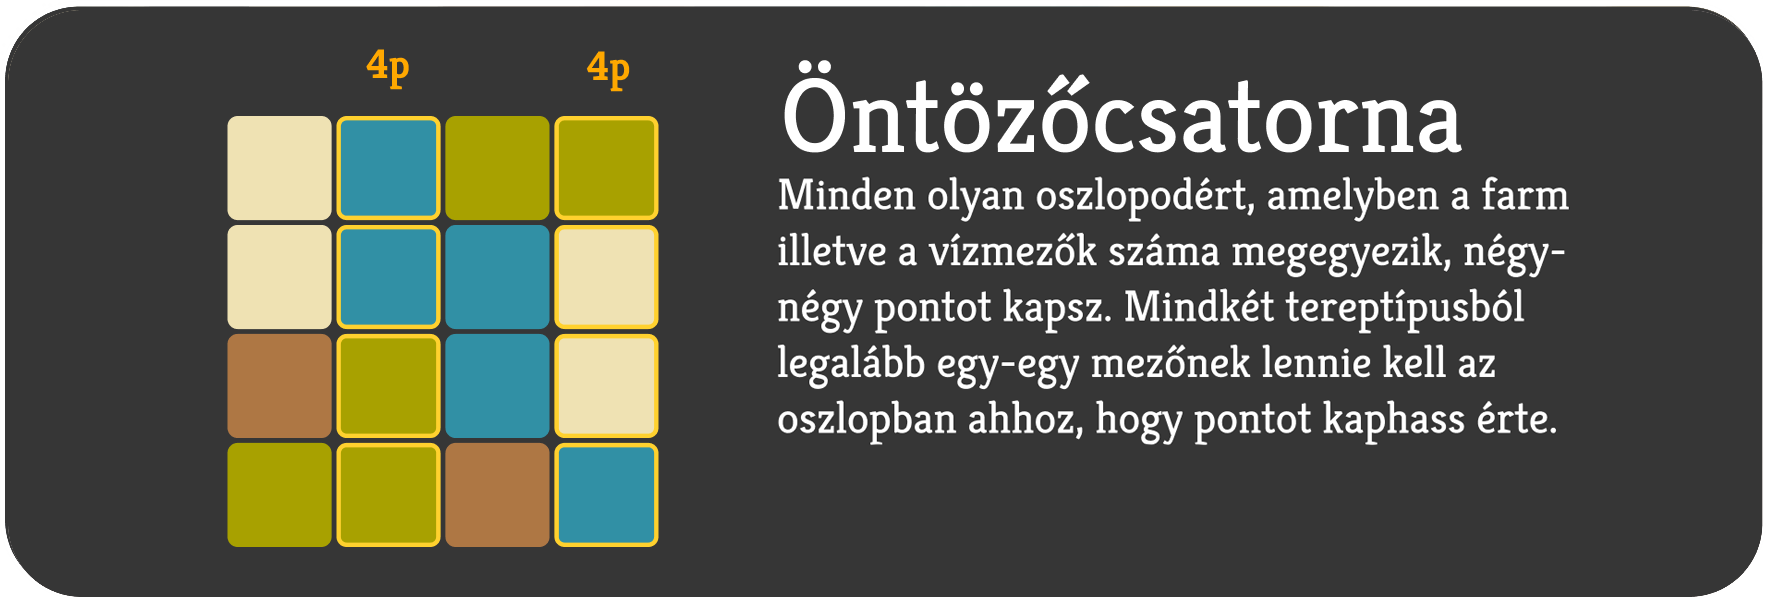 4p 4p
Öntözőcsatorna
Minden olyan oszlopodért, amelyben a farm
illetve a vízmezők száma megegyezik, négy-
négy pontot kapsz. Mindkét tereptípusból
legalább egy-egy mezőnek lennie kell az
oszlopban ahhoz, hogy pontot kaphass érte.